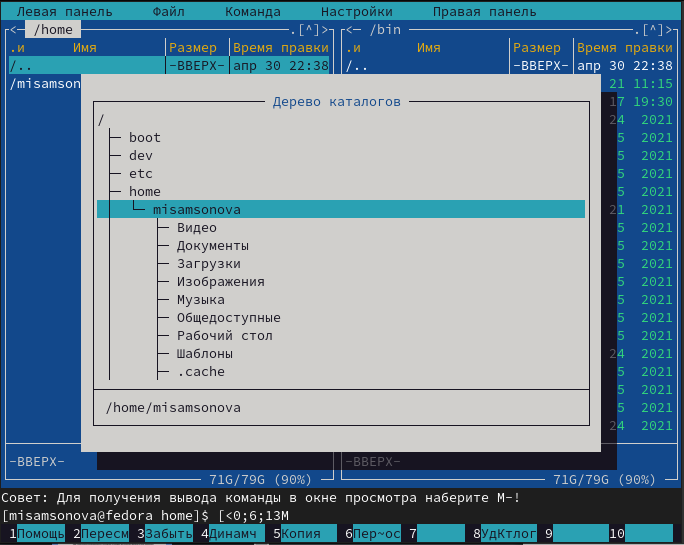 Левая панель Файл Команда Настройки Правая панель
<─ /home .[^]> <─ /bin .[^]>
.и Имя Размер Время правки .и Имя Размер Время правки
/.. -ВВЕРХ- апр 30 22:38 /.. -ВВЕРХ- апр 30 22:38
/misamson 21 11:15
17 19:30
Дерево каталогов
/ 24 2021
boot 5 2021
dev 5 2021
etc 5 2021
home 5 2021
misamsonova 21 2021
Видео 5 2021
Документы 5 2021
Загрузки 5 2021
Изображения 5 2021
Музыка 5 2021
Общедоступные 5 2021
Рабочий стол 5 2021
Шаблоны 24 2021
.cache 5 2021
5 2021
/home/misamsonova 5 2021
24 2021
-ВВЕРХ- -ВВЕРХ-
71G/79G (90%) 71G/79G (90%)
Совет: Для получения вывода команды в окне просмотра наберите M-!
[misamsonova@fedora home]$ [<0;6;13M
1Помощь 2Пересм 3Забыть 4Динамч 5Копия 6Пер~ос 7 8УдКтлог 9 10